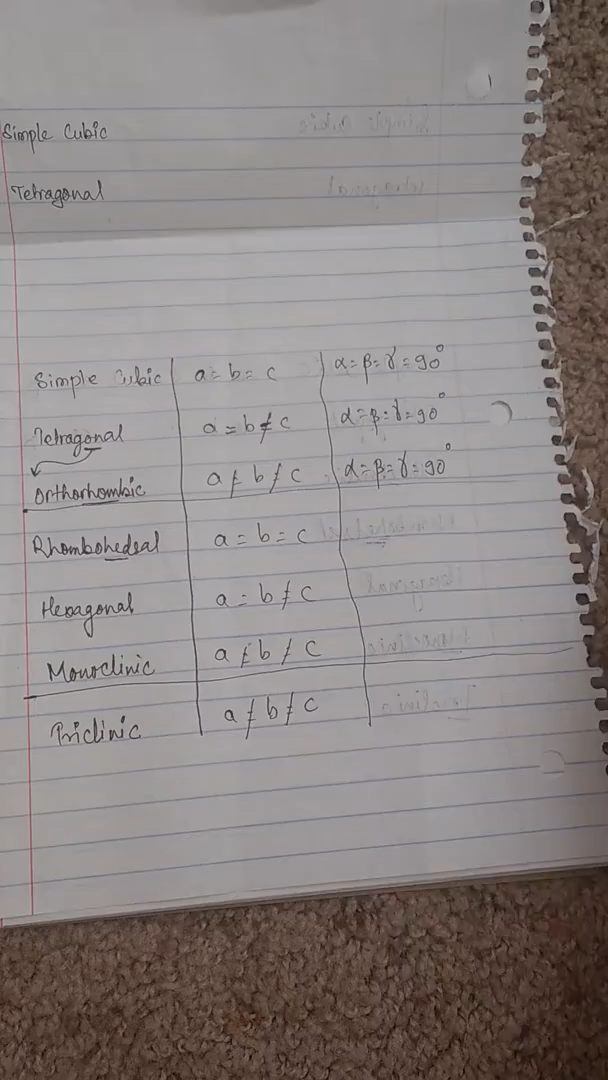 Simple Cubic
Tetragonal
Simple Cubic a = b = c α = β = γ = 90°
Tetragonal a = b ≠ c α = β = γ = 90°
Orthorhombic a ≠ b ≠ c α = β = γ = 90°
Rhombohedral a = b = c
Hexagonal a = b ≠ c
Monoclinic a ≠ b ≠ c
Triclinic a ≠ b ≠ c